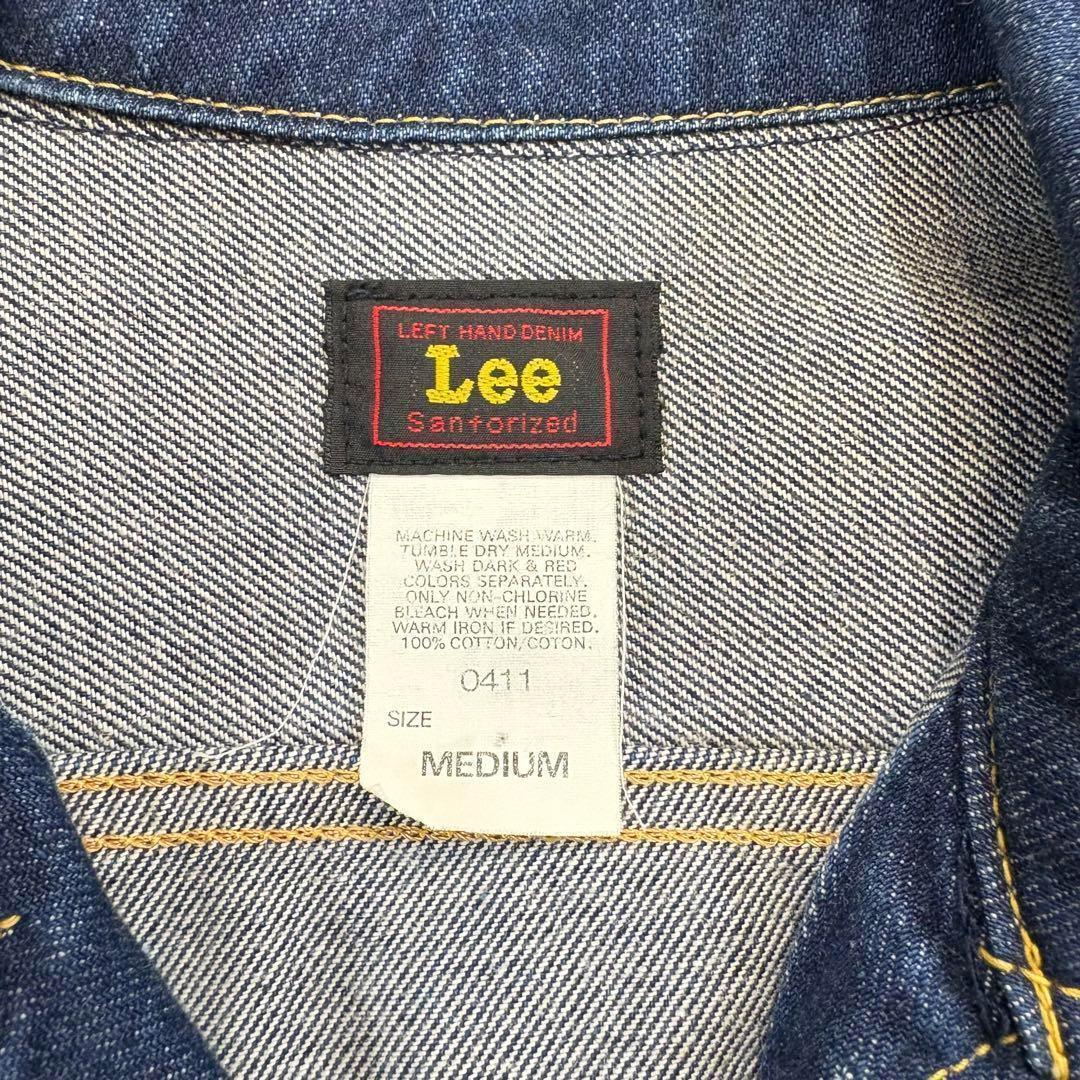 LEFT HAND DENIM
Lee
Sanforized
MACHINE WASH WARM.
TUMBLE DRY MEDIUM.
WASH DARK & RED
COLORS SEPARATELY.
ONLY NON-CHLORINE
BLEACH WHEN NEEDED.
WARM IRON IF DESIRED.
100% COTTON/COTON.
0411
SIZE
MEDIUM